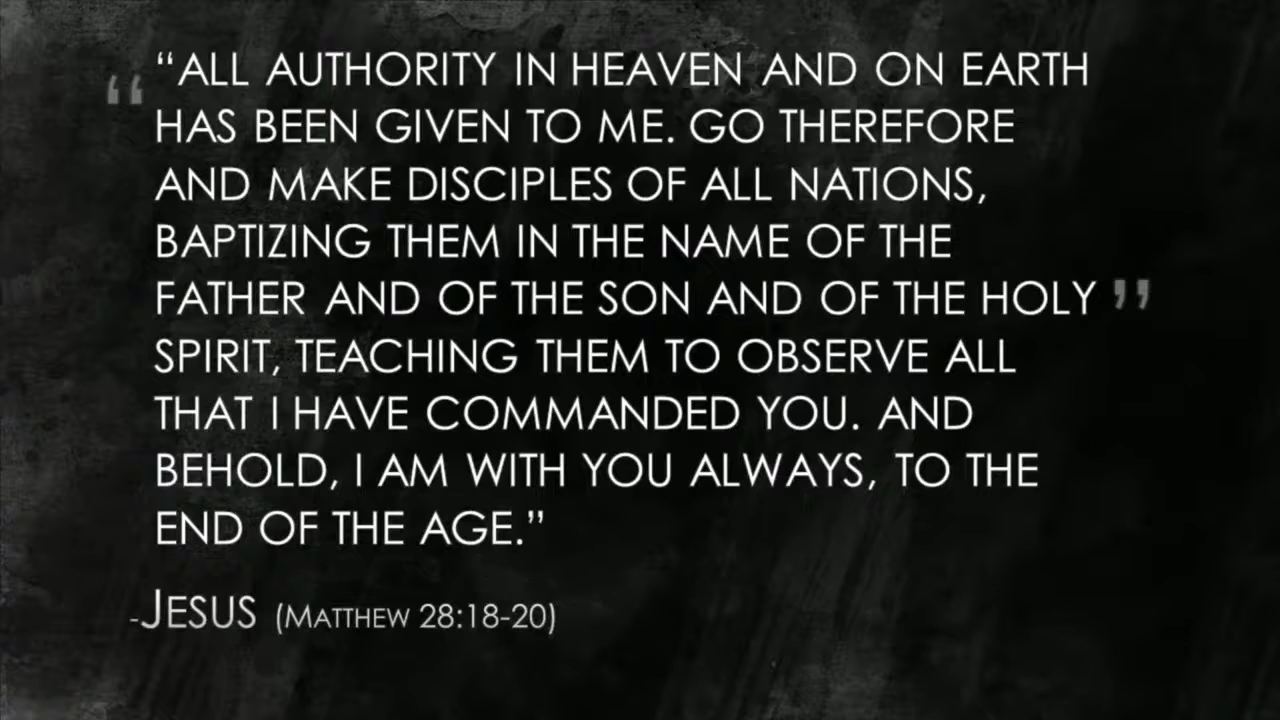 “ALL AUTHORITY IN HEAVEN AND ON EARTH
HAS BEEN GIVEN TO ME. GO THEREFORE
AND MAKE DISCIPLES OF ALL NATIONS,
BAPTIZING THEM IN THE NAME OF THE
FATHER AND OF THE SON AND OF THE HOLY
SPIRIT, TEACHING THEM TO OBSERVE ALL
THAT I HAVE COMMANDED YOU. AND
BEHOLD, I AM WITH YOU ALWAYS, TO THE
END OF THE AGE.”
-JESUS (MATTHEW 28:18-20)